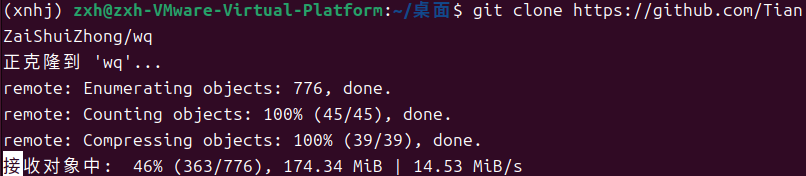 (xnhj) zxh@zxh-VMware-Virtual-Platform:~/桌面$ git clone https://github.com/Tian
ZaiShuiZhong/wq
正克隆到 'wq'...
remote: Enumerating objects: 776, done.
remote: Counting objects: 100% (45/45), done.
remote: Compressing objects: 100% (39/39), done.
接收对象中:  46% (363/776), 174.34 MiB | 14.53 MiB/s